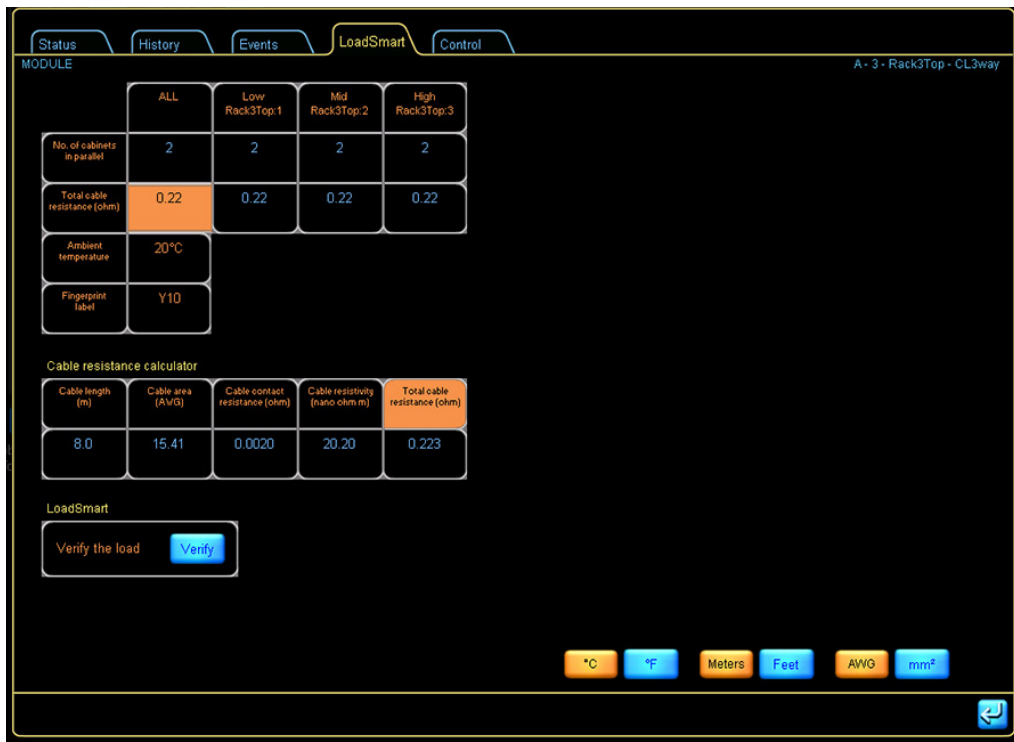 Status History Events LoadSmart Control
MODULE A - 3 - Rack3Top - CL3way
ALL Low Mid High
Rack3Top:1 Rack3Top:2 Rack3Top:3
No. of cabinets
in parallel
2 2 2 2
Total cable
resistance (ohm)
0.22 0.22 0.22 0.22
Ambient
temperature
20°C
Fingerprint
label
Y10
Cable resistance calculator
Cable length Cable area Cable contact Cable resistivity Total cable
(m) (AWG) resistance (ohm) (nano ohm m) resistance (ohm)
8.0 15.41 0.0020 20.20 0.223
LoadSmart
Verify the load Verify
°C °F Meters Feet AWG mm²